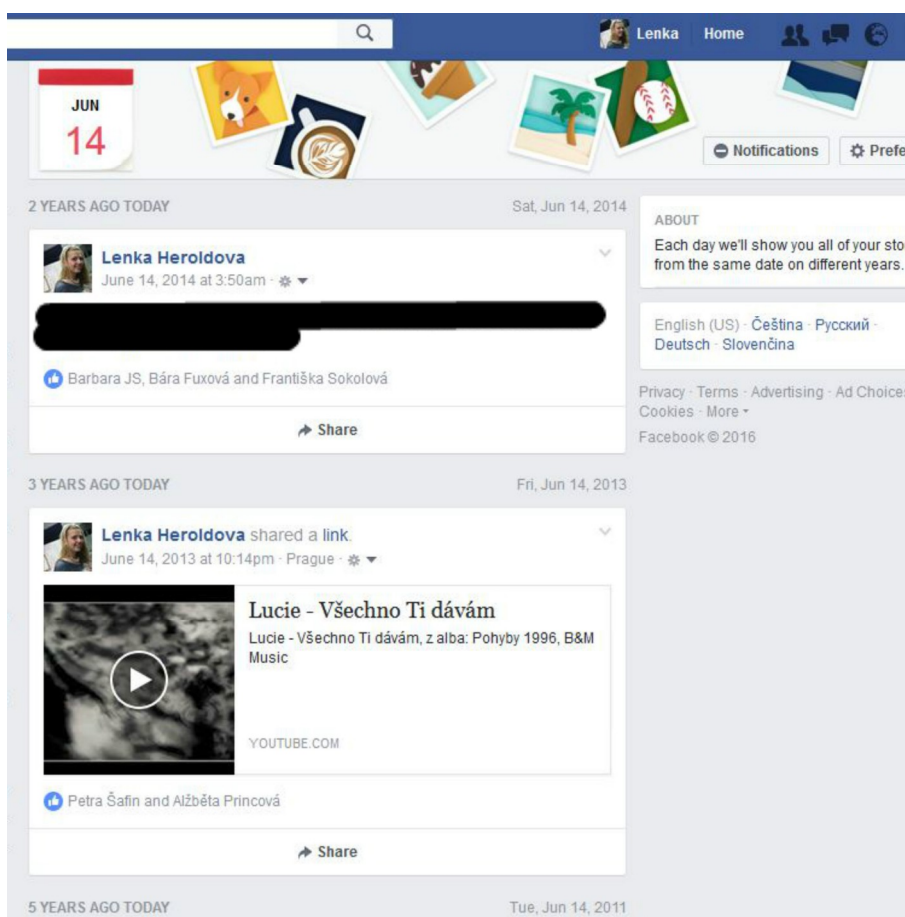 Lenka Home
JUN
14
Notifications Prefe
2 YEARS AGO TODAY Sat, Jun 14, 2014
Lenka Heroldova
June 14, 2014 at 3:50am ·
Barbara JS, Bára Fuxová and Františka Sokolová
Share
3 YEARS AGO TODAY Fri, Jun 14, 2013
Lenka Heroldova shared a link.
June 14, 2013 at 10:14pm · Prague ·
Lucie - Všechno Ti dávám
Lucie - Všechno Ti dávám, z alba: Pohyby 1996, B&M
Music
YOUTUBE.COM
Petra Šafin and Alžběta Princová
Share
5 YEARS AGO TODAY Tue, Jun 14, 2011
ABOUT
Each day we'll show you all of your sto
from the same date on different years.
English (US) · Čeština · Русский ·
Deutsch · Slovenčina
Privacy · Terms · Advertising · Ad Choices
Cookies · More
Facebook © 2016